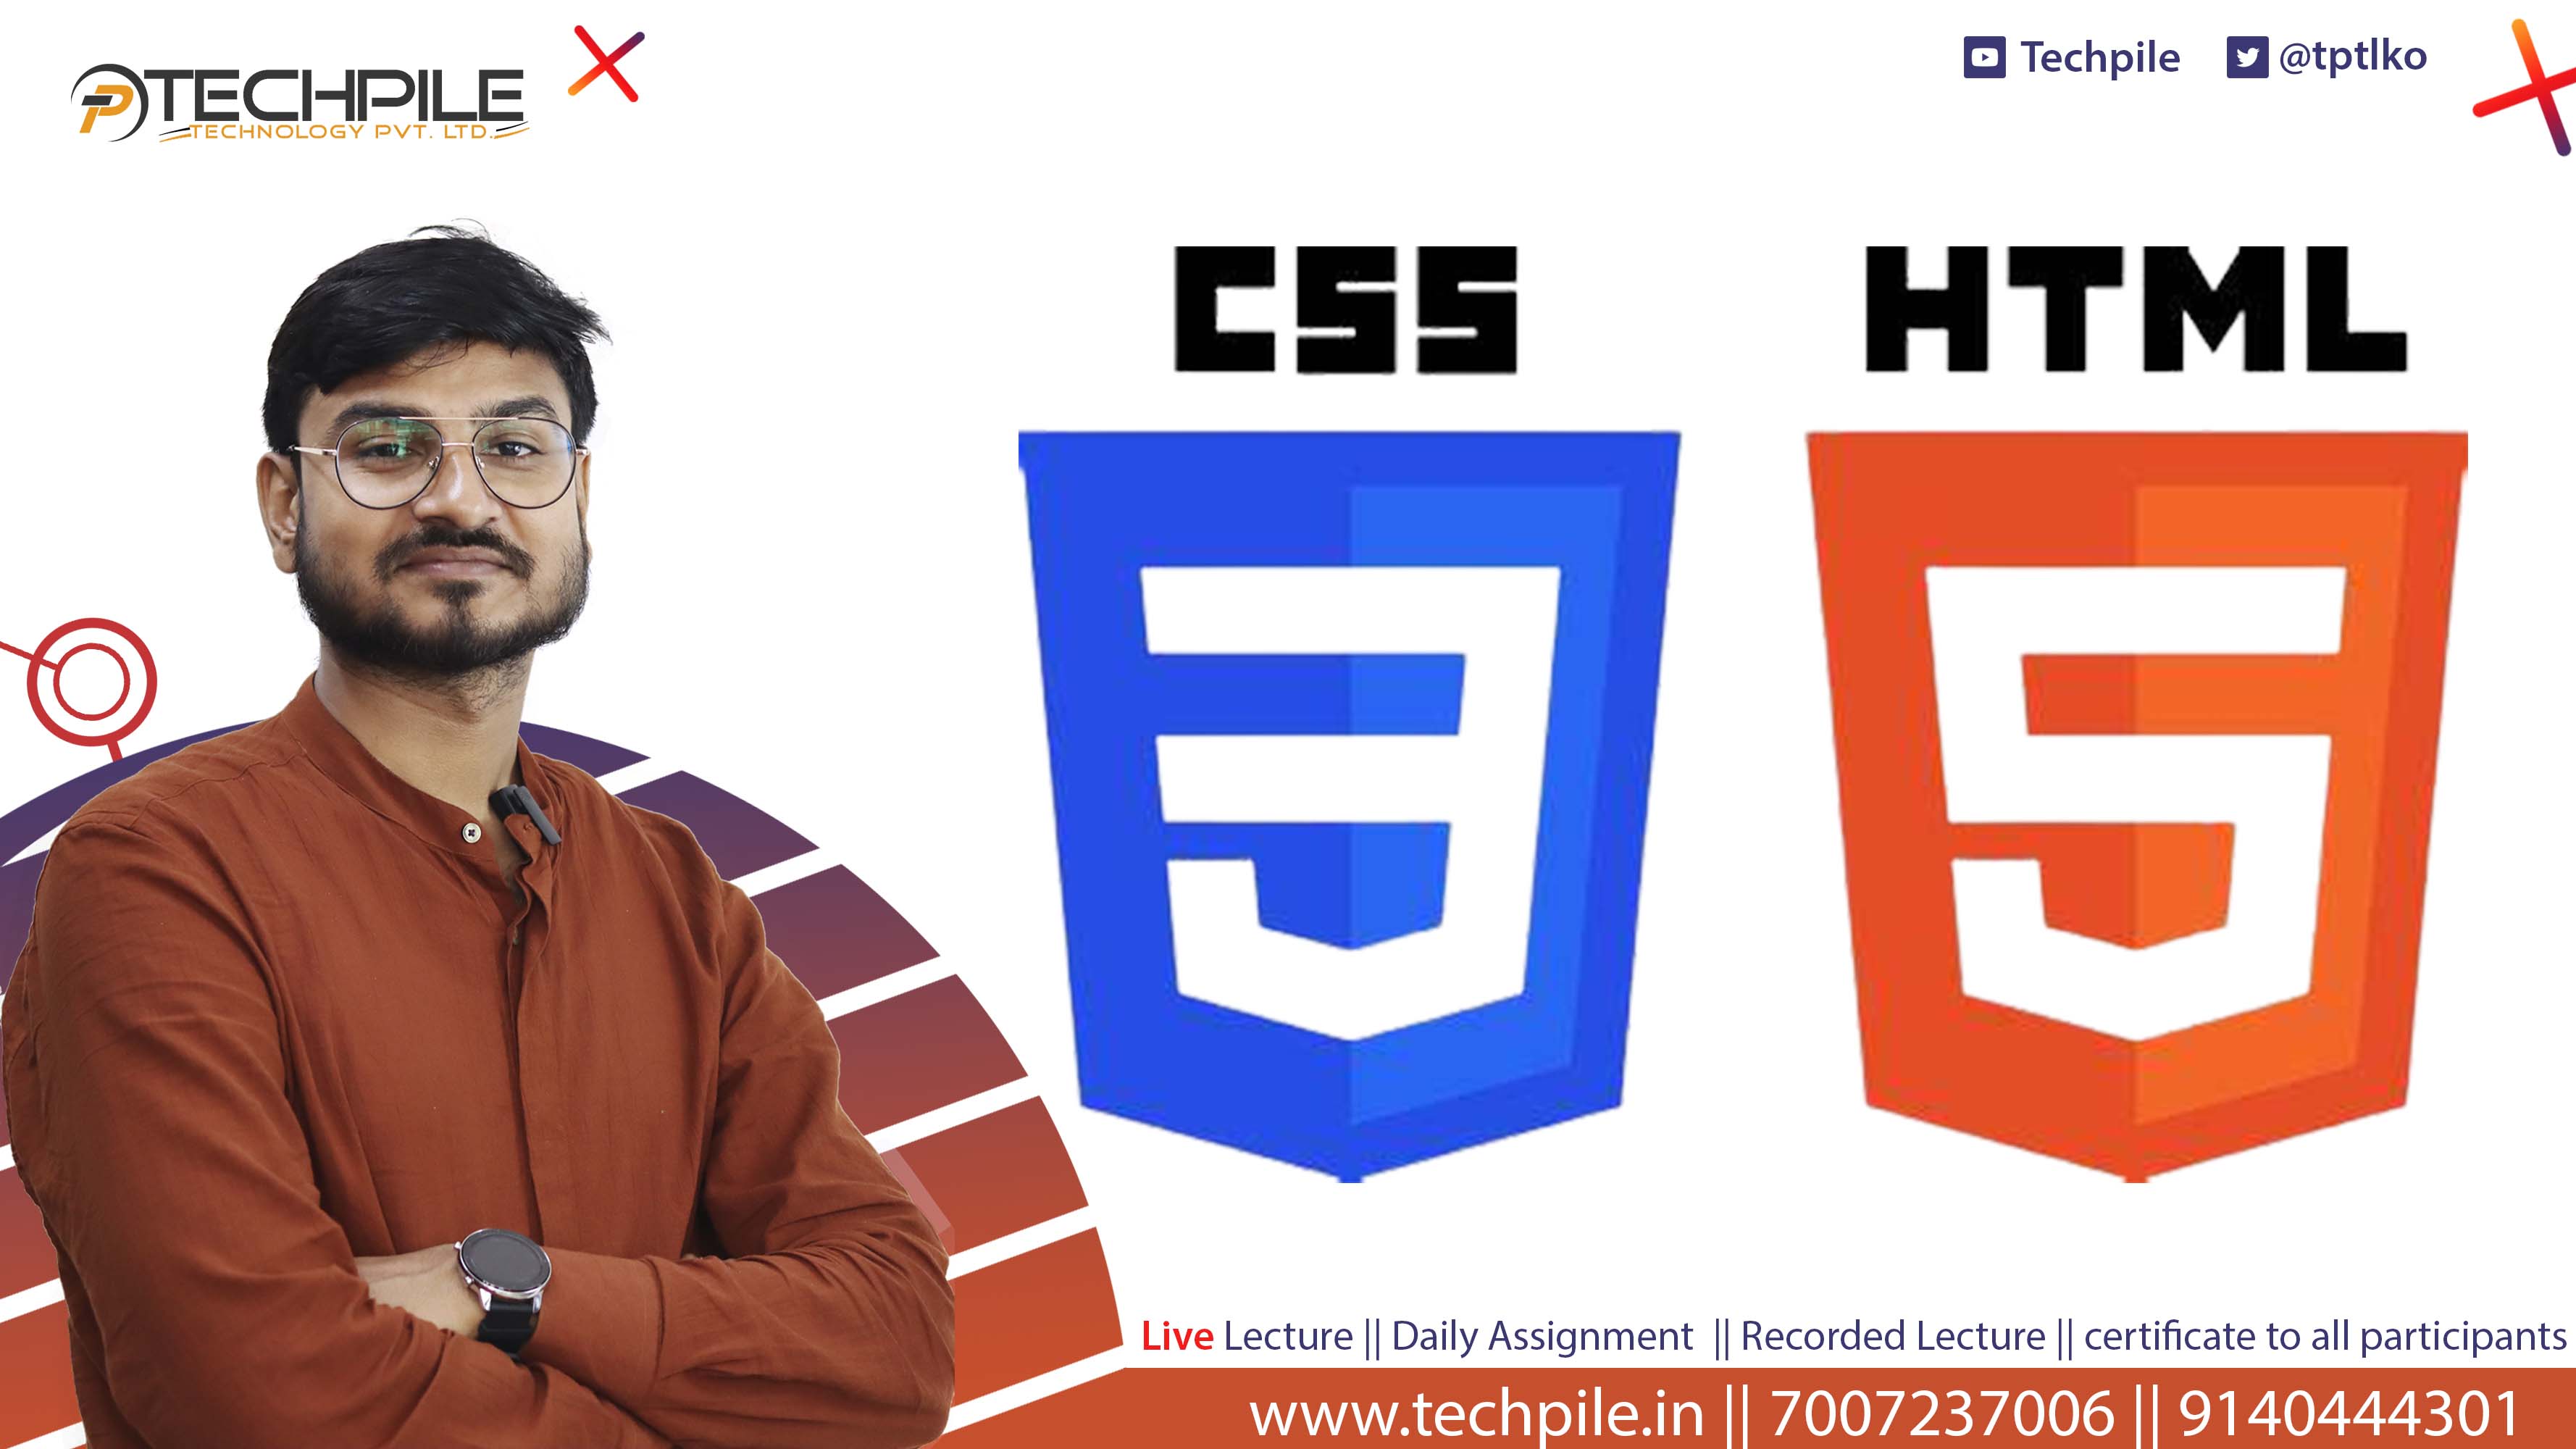 TECHPILE
TECHNOLOGY PVT. LTD.
Techpile
@tptlko
CSS
HTML
3
5
Live Lecture || Daily Assignment || Recorded Lecture || certificate to all participants
www.techpile.in || 7007237006 || 9140444301